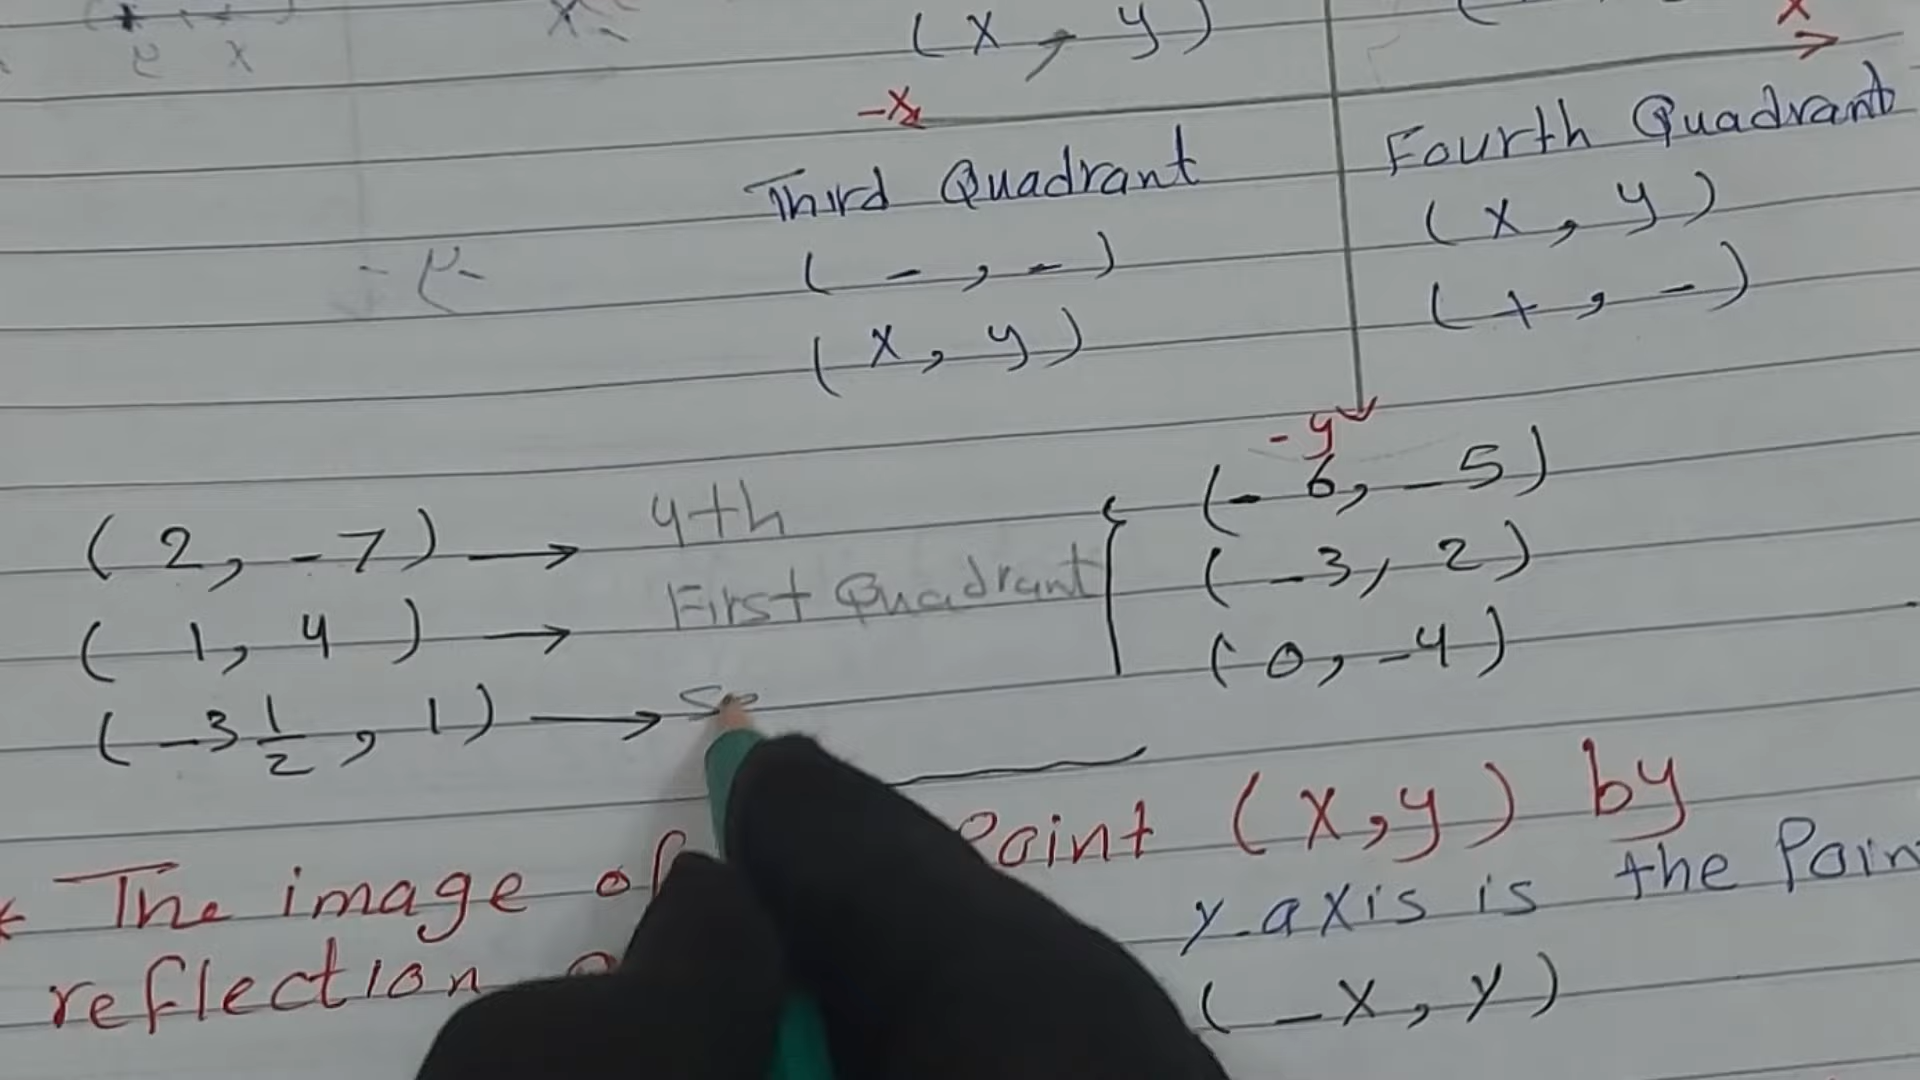 (x, y)
x
-x
Third Quadrant
Fourth Quadrant
(-, -)
(x, y)
(x, y)
(+, -)
-y
(2, -7) → 4th
(1, 4) → First Quadrant
(-3 1/2, 1) → Se
(-6, -5)
(-3, 2)
(0, -4)
The image of Point (x, y) by
reflection y axis is the Poin
(-x, y)